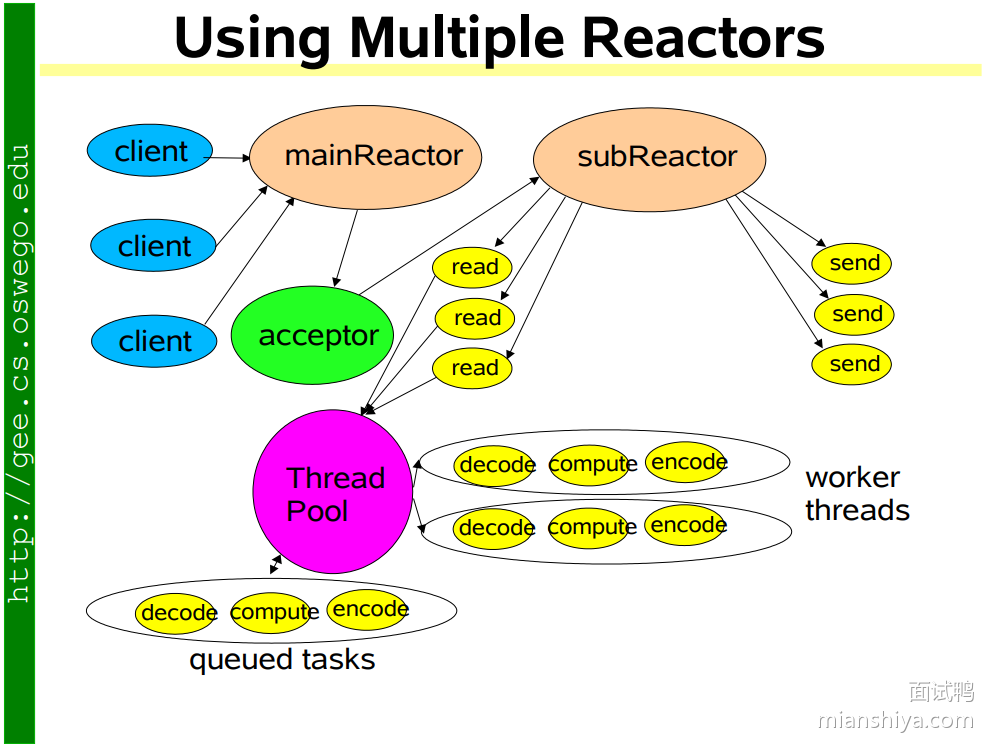 Using Multiple Reactors
http://gee.cs.oswego.edu
client
mainReactor
subReactor
client
read
send
client
acceptor
read
send
read
send
Thread
Pool
decode compute encode
decode compute encode
worker
threads
decode compute encode
queued tasks
面试鸭
mianshiya.com